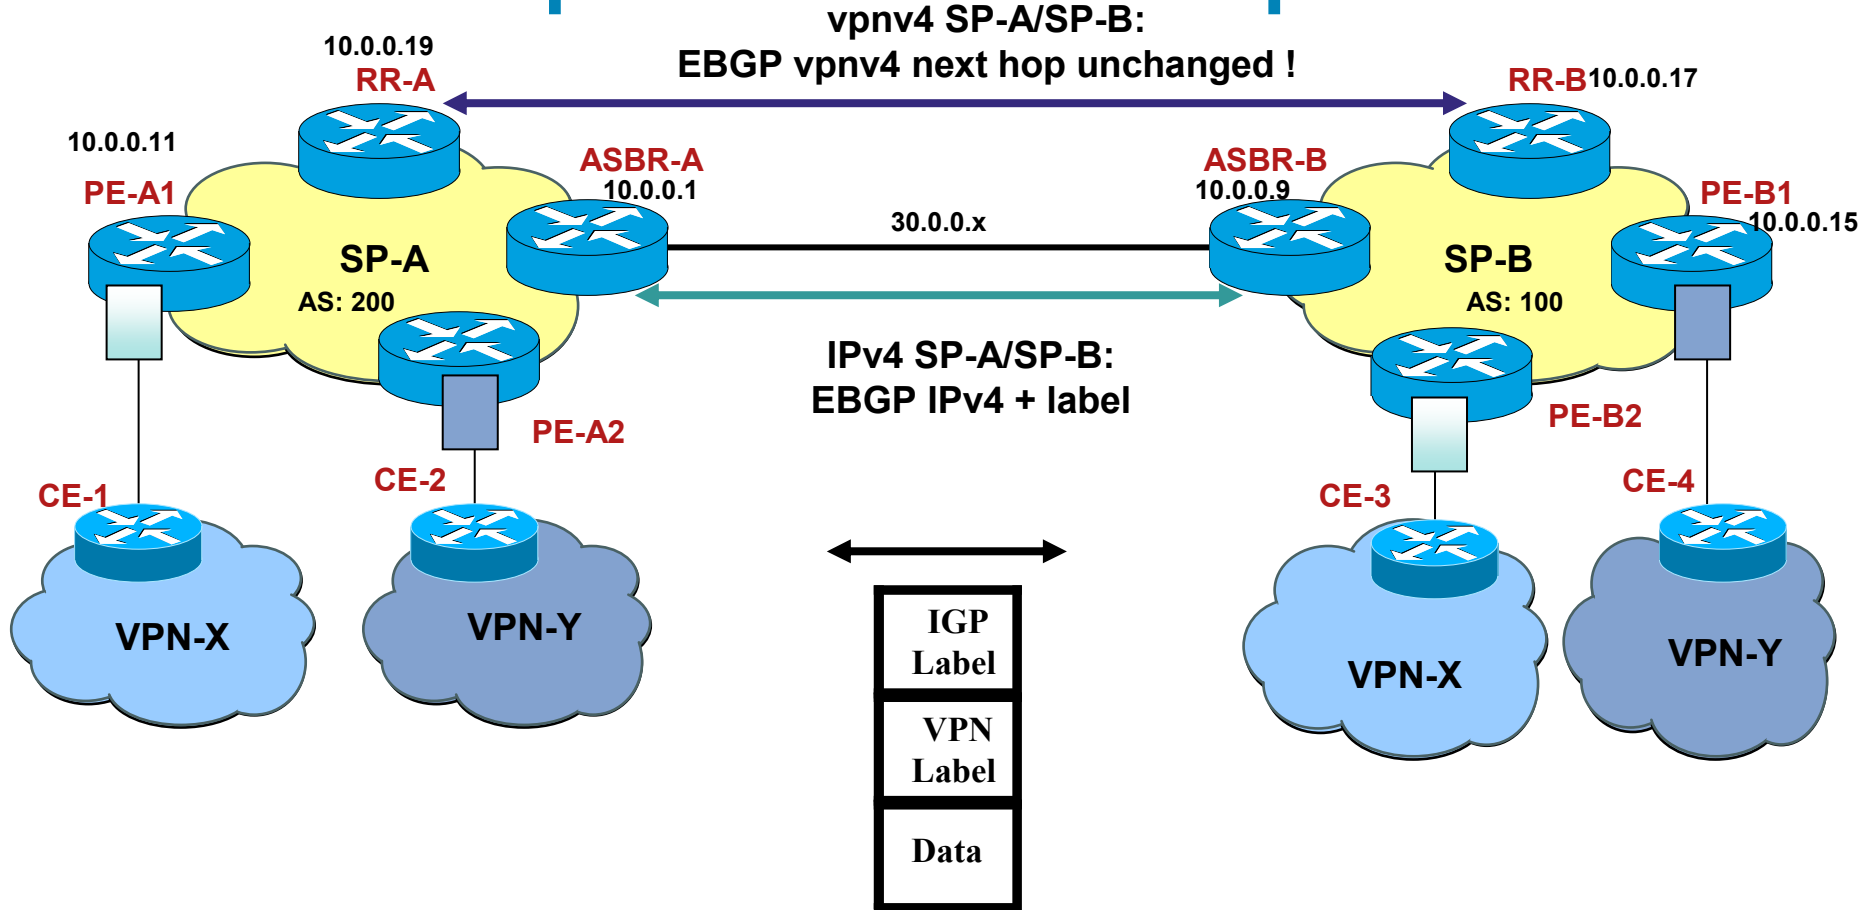 vpnv4 SP-A/SP-B:
EBGP vpnv4 next hop unchanged !
10.0.0.19
RR-A
RR-B
10.0.0.17
10.0.0.11
PE-A1
ASBR-A
10.0.0.1
ASBR-B
10.0.0.9
PE-B1
10.0.0.15
30.0.0.x
SP-A
AS: 200
SP-B
AS: 100
IPv4 SP-A/SP-B:
EBGP IPv4 + label
PE-A2
PE-B2
CE-1
CE-2
CE-3
CE-4
VPN-X
VPN-Y
VPN-X
VPN-Y
IGP
Label
VPN
Label
Data